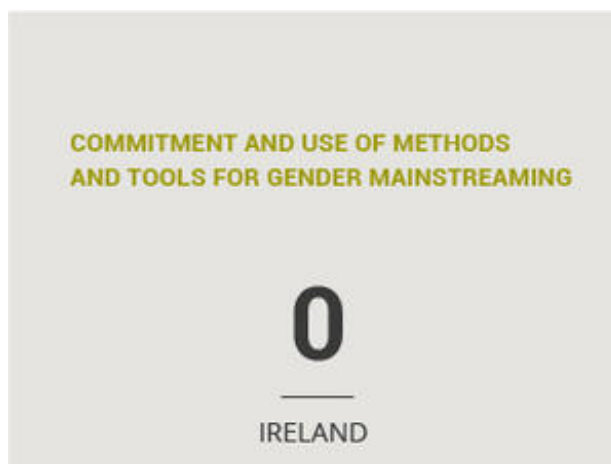 COMMITMENT AND USE OF METHODS
AND TOOLS FOR GENDER MAINSTREAMING
0
IRELAND